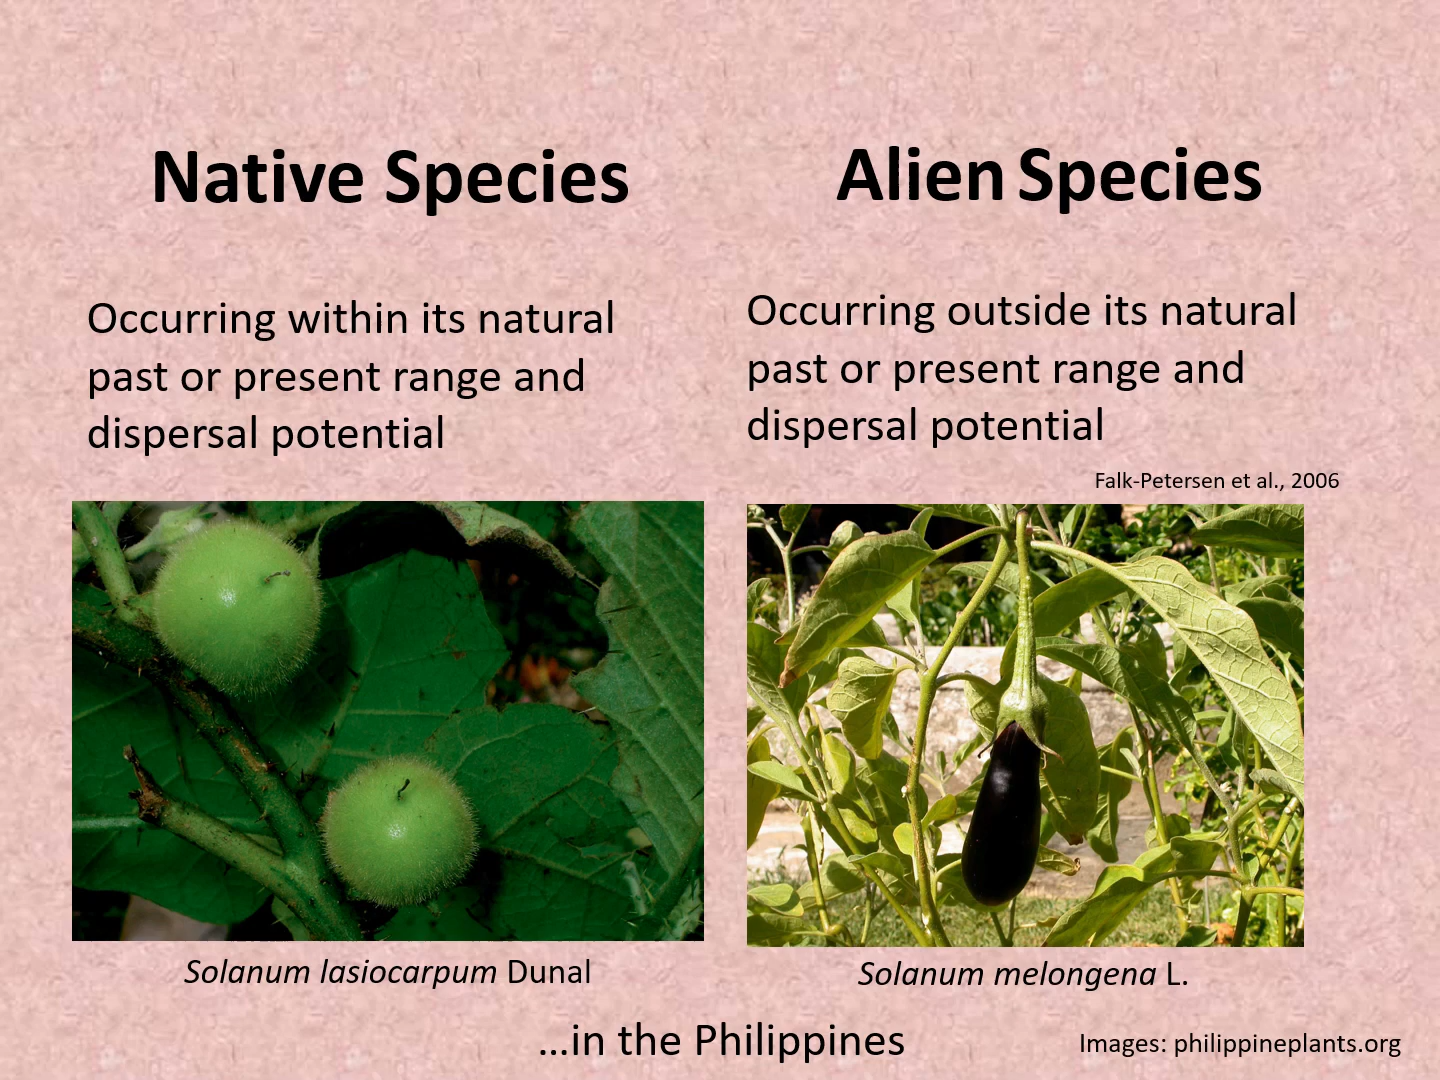 Native Species
Occurring within its natural
past or present range and
dispersal potential
Solanum lasiocarpum Dunal
Alien Species
Occurring outside its natural
past or present range and
dispersal potential
Falk-Petersen et al., 2006
Solanum melongena L.
...in the Philippines
Images: philippineplants.org